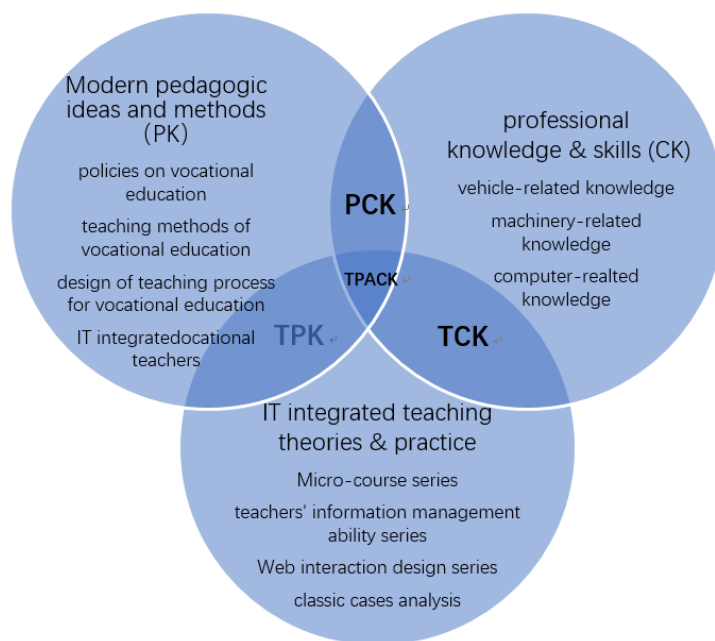 Modern pedagogic
ideas and methods
(PK)
policies on vocational
education
teaching methods of
vocational education
design of teaching process
for vocational education
IT integratedocational
teachers
professional
knowledge & skills (CK)
vehicle-related knowledge
machinery-related
knowledge
computer-realted
knowledge
PCK
TPACK
TPK
TCK
IT integrated teaching
theories & practice
Micro-course series
teachers' information management
ability series
Web interaction design series
classic cases analysis